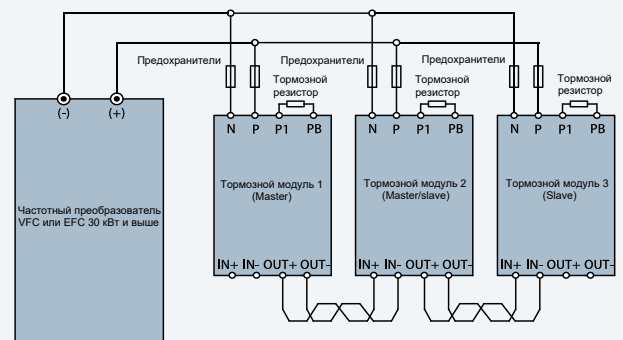 Предохранители
Предохранители
Предохранители
Тормозной
резистор
Тормозной
резистор
Тормозной
резистор
(-)
(+)
N P P1 PB
N P P1 PB
N P P1 PB
Тормозной модуль 1
(Master)
Тормозной модуль 2
(Master/slave)
Тормозной модуль 3
(Slave)
Частотный преобразователь
VFC или EFC 30 кВт и выше
IN+ IN- OUT+ OUT-
IN+ IN- OUT+ OUT-
IN+ IN- OUT+ OUT-